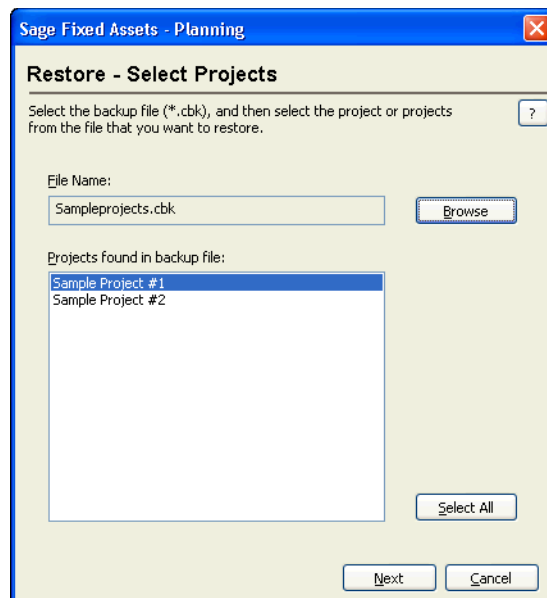 Sage Fixed Assets - Planning
Restore - Select Projects
Select the backup file (*.cbk), and then select the project or projects
from the file that you want to restore.
?
File Name:
Sampleprojects.cbk
Browse
Projects found in backup file:
Sample Project #1
Sample Project #2
Select All
Next
Cancel